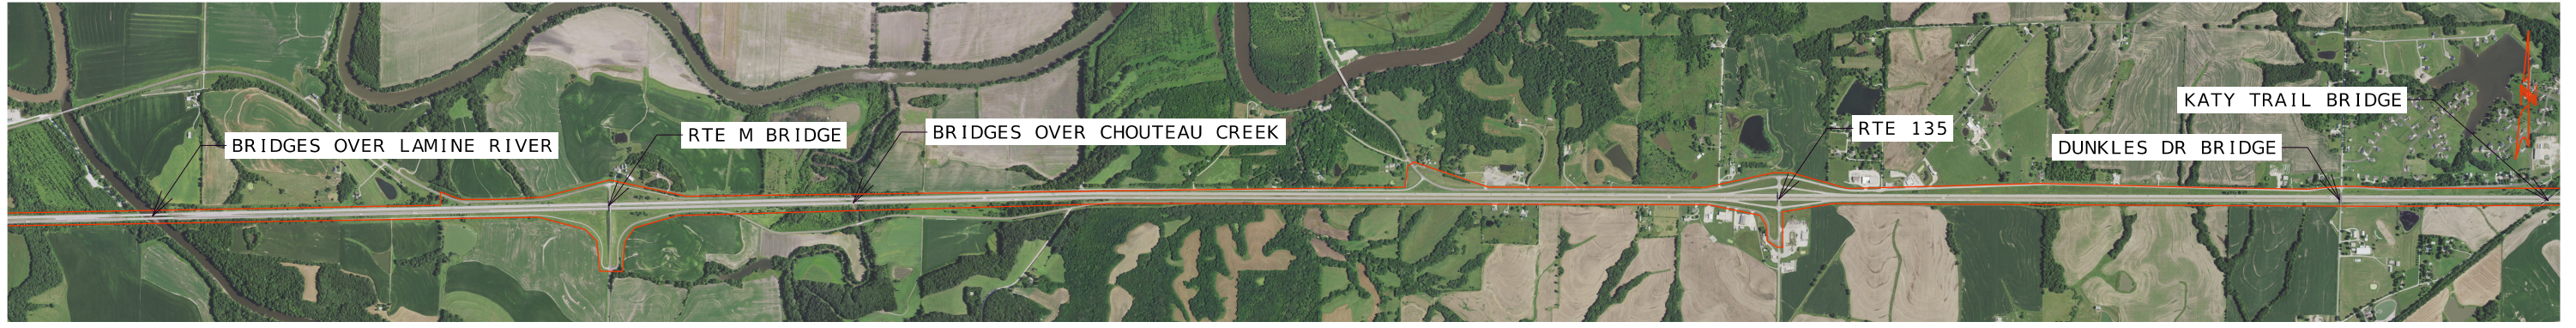 BRIDGES OVER LAMINE RIVER
RTE M BRIDGE
BRIDGES OVER CHOUTEAU CREEK
RTE 135
DUNKLES DR BRIDGE
KATY TRAIL BRIDGE
N